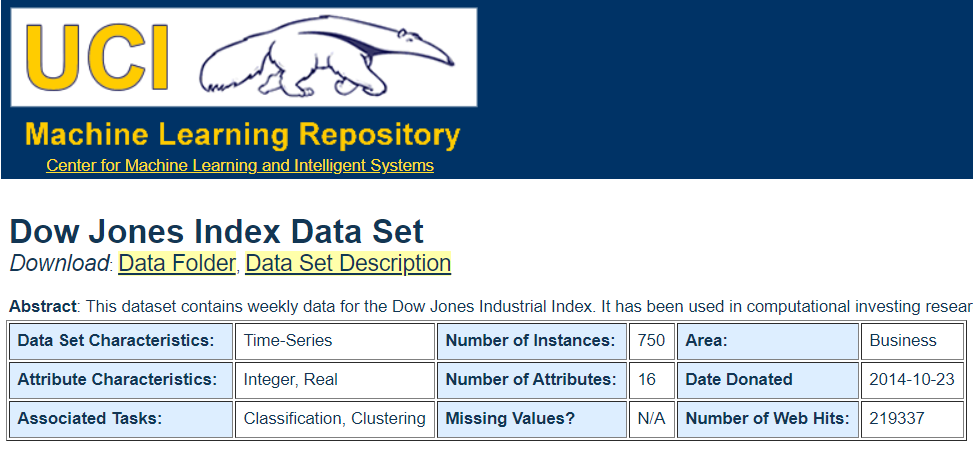 UCI
Machine Learning Repository
Center for Machine Learning and Intelligent Systems
Dow Jones Index Data Set
Download: Data Folder, Data Set Description
Abstract: This dataset contains weekly data for the Dow Jones Industrial Index. It has been used in computational investing
Data Set Characteristics: Time-Series Number of Instances: 750 Area: Business
Attribute Characteristics: Integer, Real Number of Attributes: 16 Date Donated 2014-10-23
Associated Tasks: Classification, Clustering Missing Values? N/A Number of Web Hits: 219337